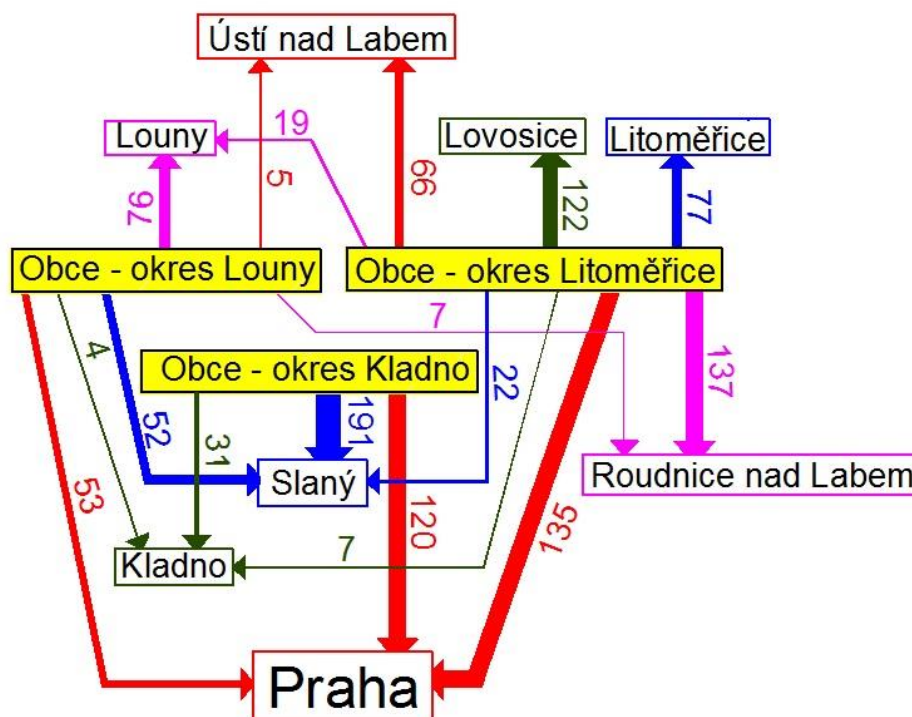 Ústí nad Labem
Louny
19
Lovosice
Litoměřice
76
5
66
122
77
Obce - okres Louny
Obce - okres Litoměřice
7
4
Obce - okres Kladno
22
137
52
31
191
Slaný
Roudnice nad Labem
53
120
135
Kladno
7
Praha